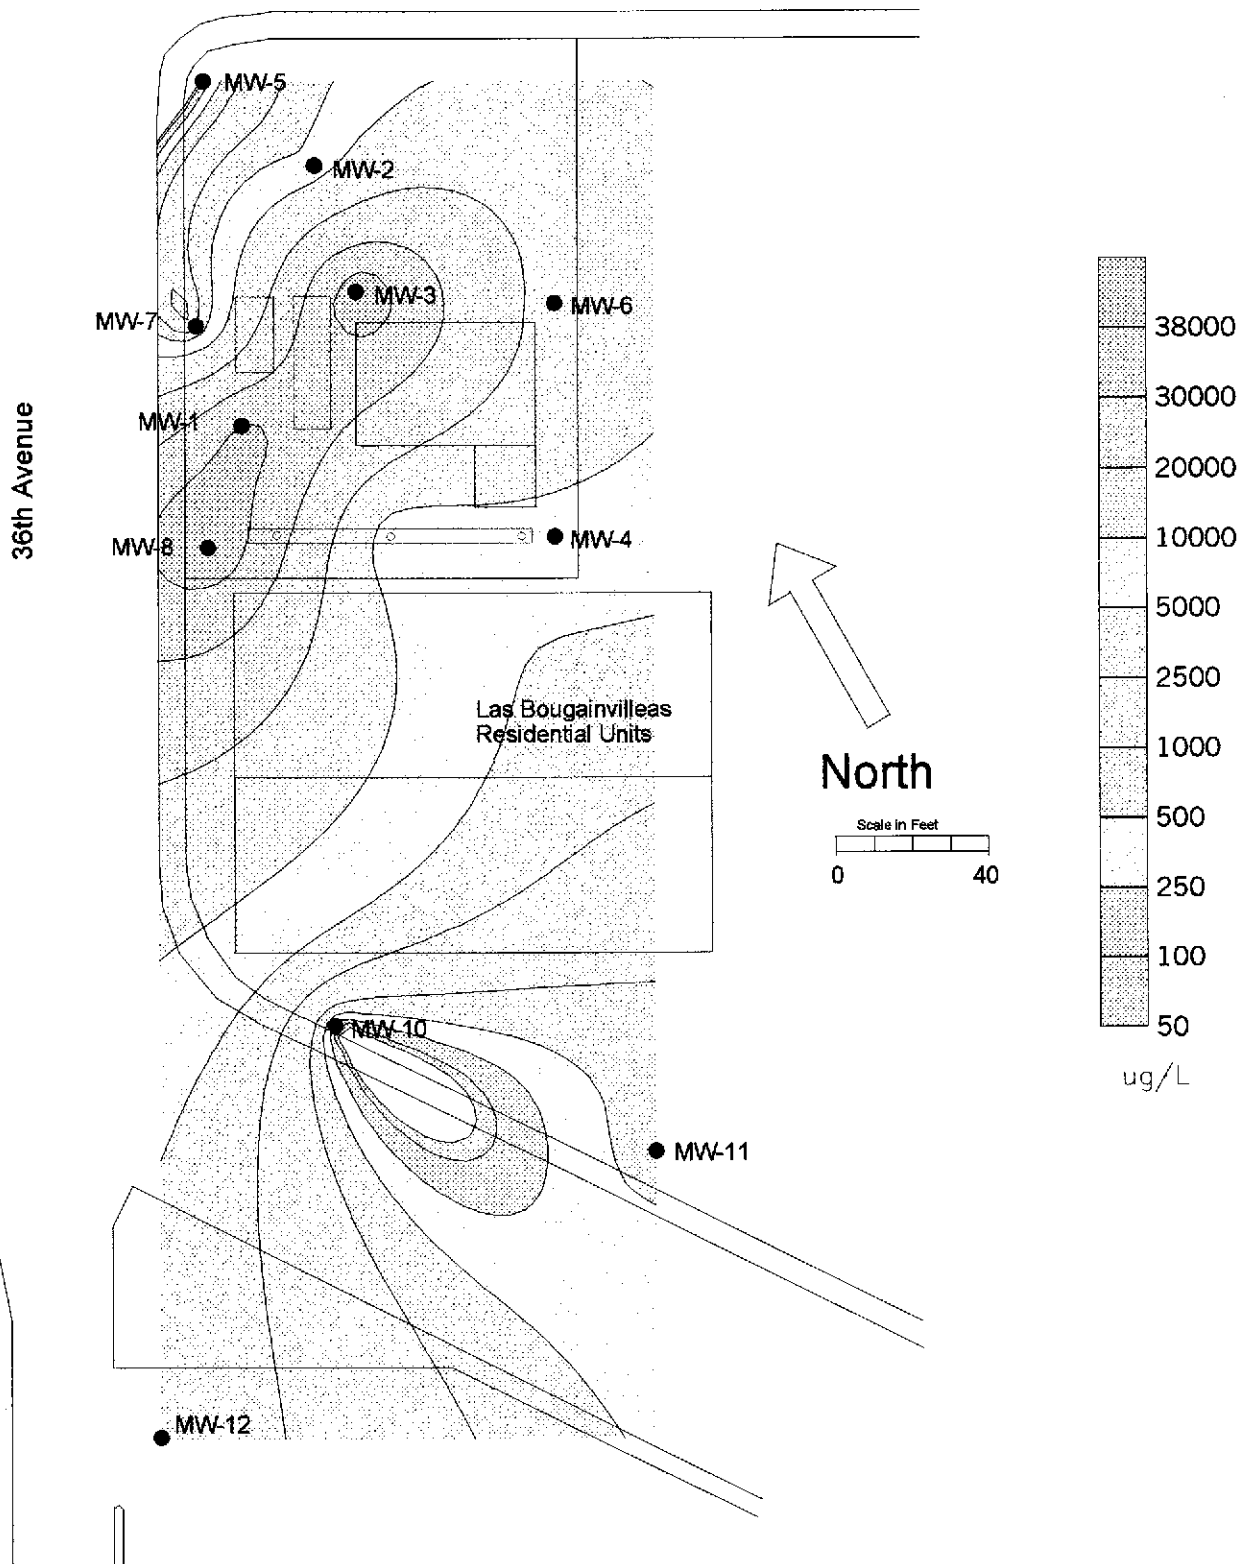 MW-5
MW-2
MW-3
MW-6
MW-7
36th Avenue
MW-1
MW-8
MW-4
Las Bougainvilleas
Residential Units
North
Scale in Feet
0 40
MW-10
MW-11
MW-12
38000
30000
20000
10000
5000
2500
1000
500
250
100
50
ug/L